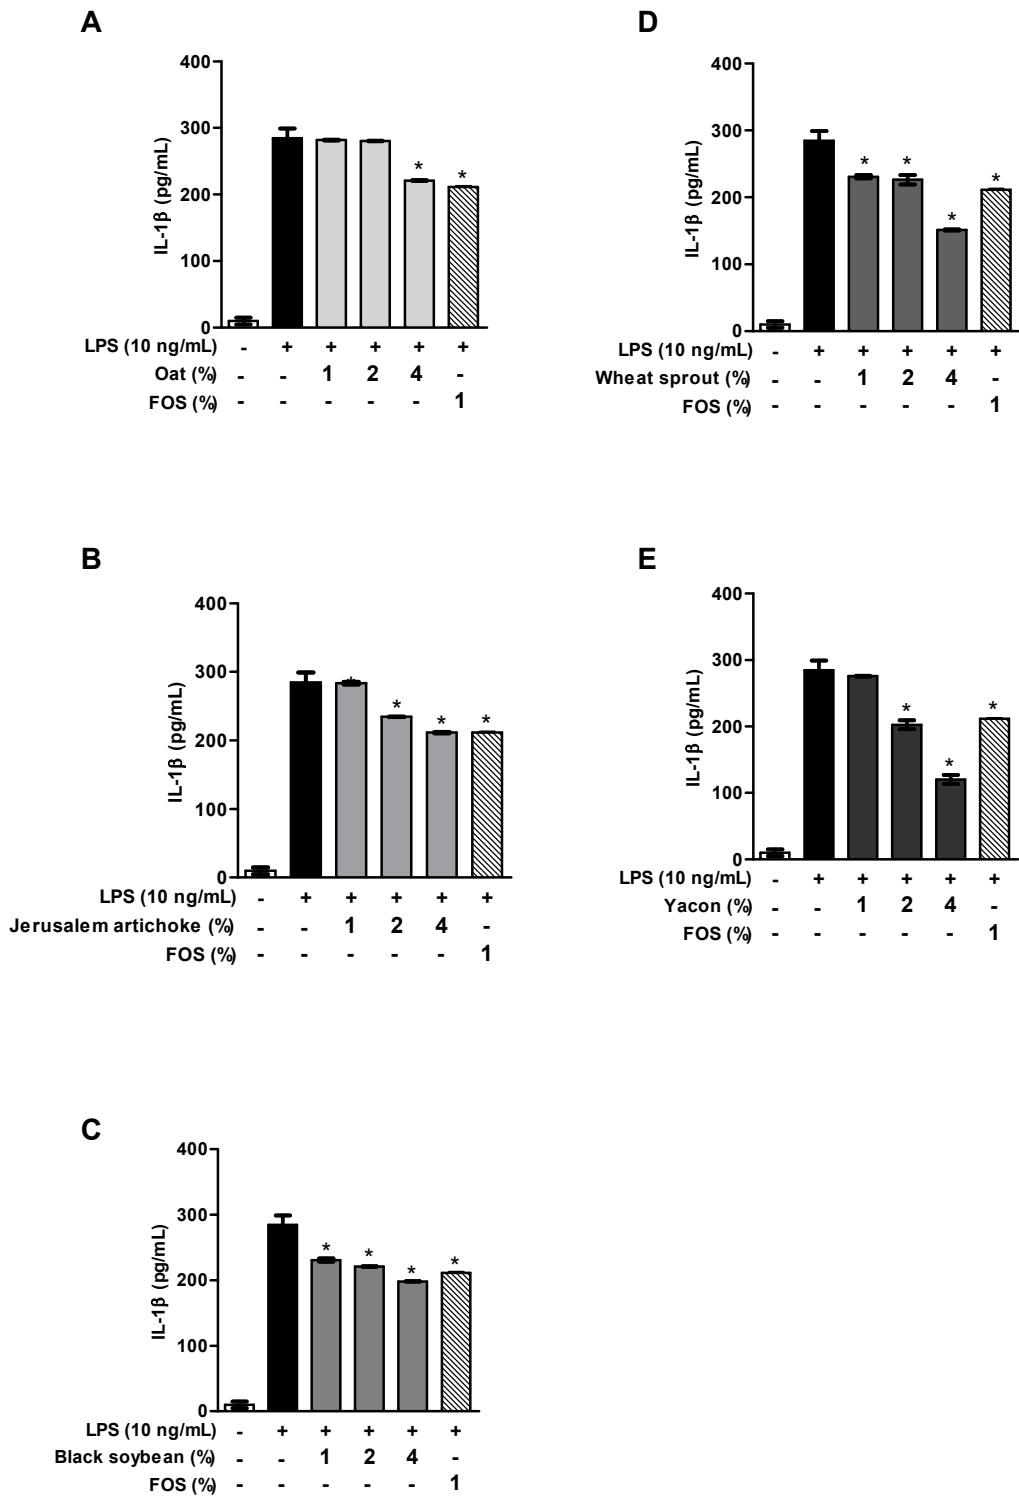 A
400
300
200
100
0
IL-1β (pg/mL)
* *
LPS (10 ng/mL) - + + + + +
Oat (%) - - 1 2 4 -
FOS (%) - - - - - 1
D
400
300
200
100
0
IL-1β (pg/mL)
* * * *
LPS (10 ng/mL) - + + + + +
Wheat sprout (%) - - 1 2 4 -
FOS (%) - - - - - 1
B
400
300
200
100
0
IL-1β (pg/mL)
* * * *
LPS (10 ng/mL) - + + + + +
Jerusalem artichoke (%) - - 1 2 4 -
FOS (%) - - - - - 1
E
400
300
200
100
0
IL-1β (pg/mL)
* * *
LPS (10 ng/mL) - + + + + +
Yacon (%) - - 1 2 4 -
FOS (%) - - - - - 1
C
400
300
200
100
0
IL-1β (pg/mL)
* * * *
LPS (10 ng/mL) - + + + + +
Black soybean (%) - - 1 2 4 -
FOS (%) - - - - - 1